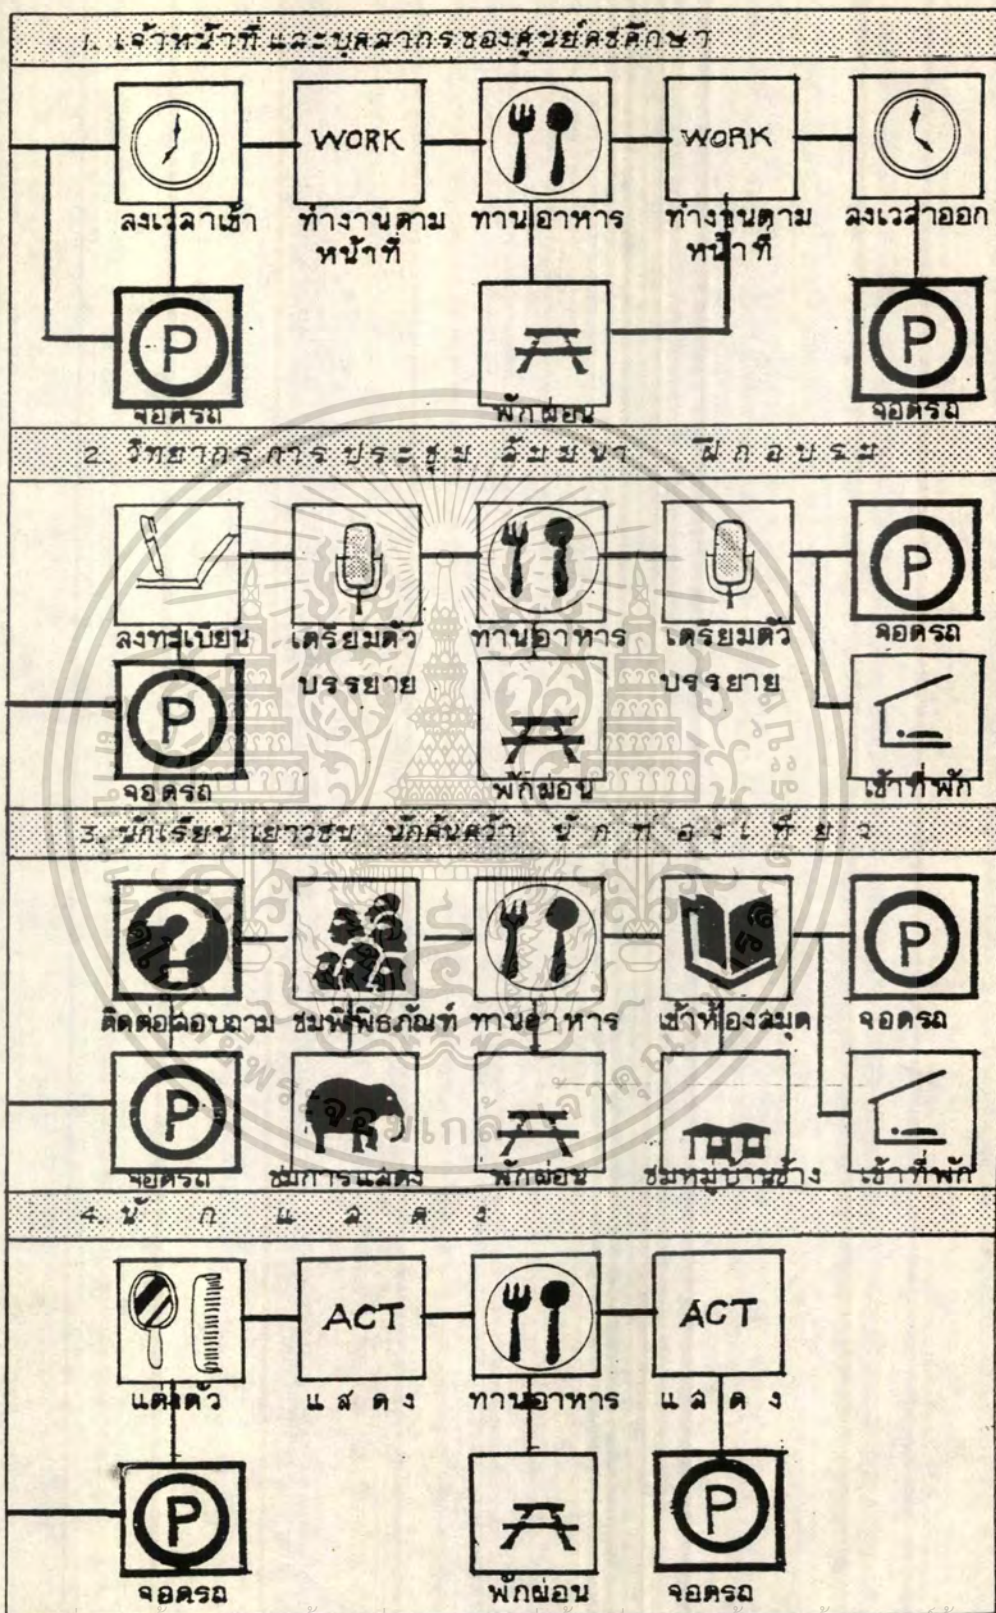 1. เจ้าหน้าที่และบุคลากรของศูนย์คชศึกษา
WORK
WORK
ลงเวลาเข้า
ทำงานตาม
หน้าที่
ทานอาหาร
ทำงานตาม
หน้าที่
ลงเวลาออก
P
P
จอดรถ
พักผ่อน
จอดรถ
2. วิทยากรการประชุม สัมมนา ฝึกอบรม
P
ลงทะเบียน
เตรียมตัว
บรรยาย
ทานอาหาร
เตรียมตัว
บรรยาย
จอดรถ
P
จอดรถ
พักผ่อน
เข้าที่พัก
3. นักเรียน เยาวชน นักค้นคว้า นักท่องเที่ยว
?
P
ติดต่อสอบถาม
ชมพิพิธภัณฑ์
ทานอาหาร
เข้าห้องสมุด
จอดรถ
P
จอดรถ
ชมการแสดง
พักผ่อน
ชมหมู่บ้านช้าง
เข้าที่พัก
4. นักแสดง
ACT
ACT
แต่งตัว
แสดง
ทานอาหาร
แสดง
P
P
จอดรถ
พักผ่อน
จอดรถ